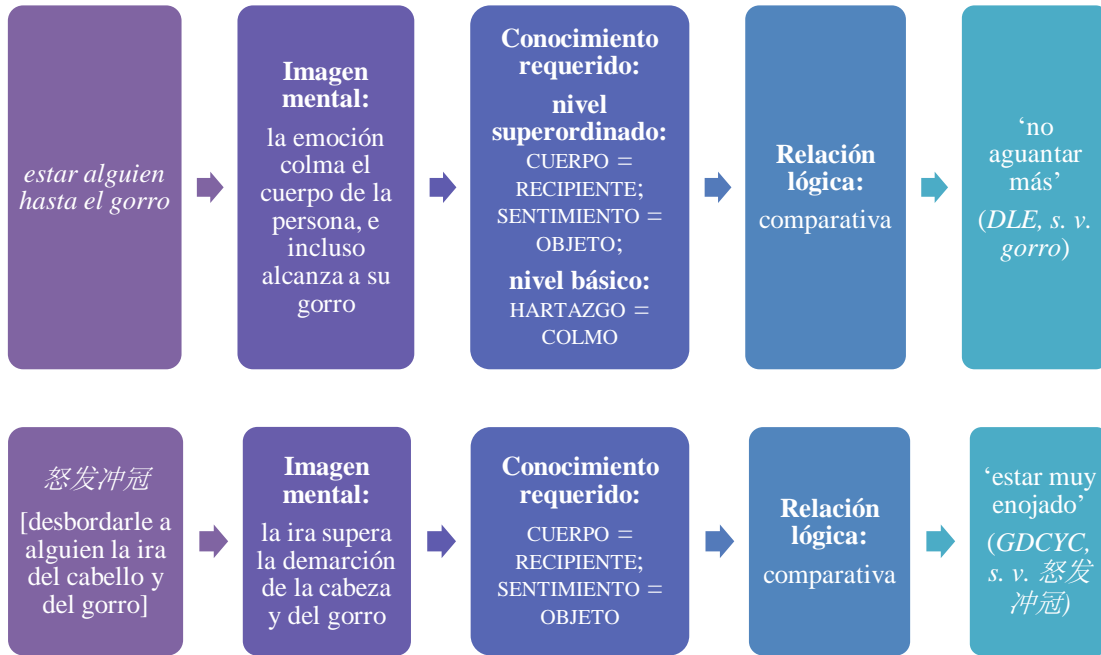 estar alguien
hasta el gorro
Imagen
mental:
la emoción
colma el
cuerpo de la
persona, e
incluso
alcanza a su
gorro
Conocimiento
requerido:
nivel
superordinado:
CUERPO =
RECIPIENTE;
SENTIMIENTO =
OBJETO;
nivel básico:
HARTAZGO =
COLMO
Relación
lógica:
comparativa
‘no
aguantar
más’
(DLE, s. v.
gorro)
怒发冲冠
[desbordarle a
alguien la ira
del cabello y
del gorro]
Imagen
mental:
la ira supera
la demarción
de la cabeza
y del gorro
Conocimiento
requerido:
CUERPO =
RECIPIENTE;
SENTIMIENTO =
OBJETO
Relación
lógica:
comparativa
‘estar muy
enojado’
(GDCYC,
s. v. 怒发
冲冠)